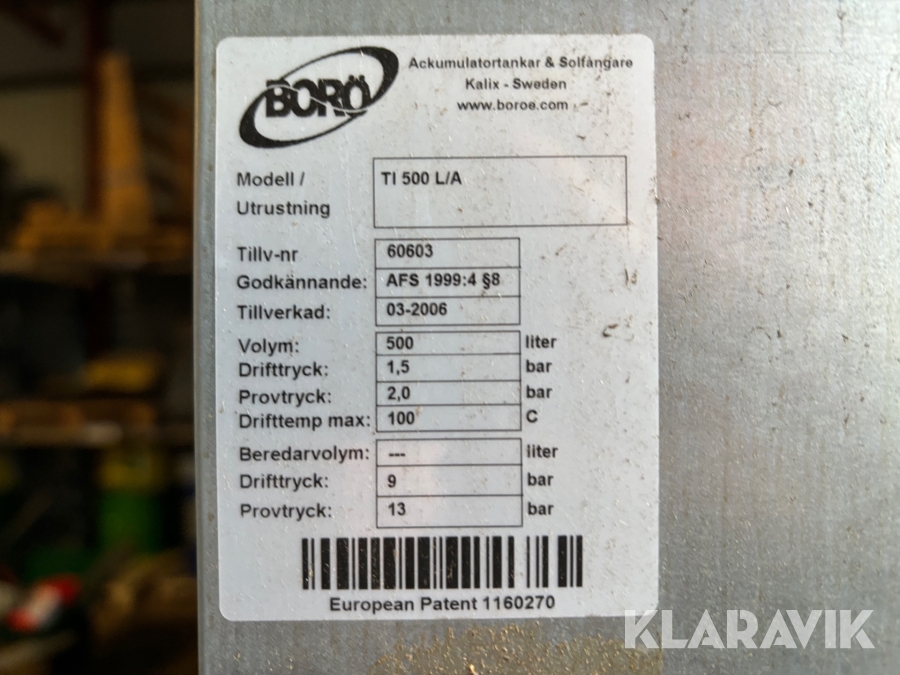 BORÖ
Ackumulatortankar & Solfångare
Kalix - Sweden
www.boroe.com
Modell / Utrustning TI 500 L/A
Tillv-nr 60603
Godkännande: AFS 1999:4 §8
Tillverkad: 03-2006
Volym: 500 liter
Drifttryck: 1,5 bar
Provtryck: 2,0 bar
Drifttemp max: 100 C
Beredarvolym: --- liter
Drifttryck: 9 bar
Provtryck: 13 bar
European Patent 1160270
KLARAVIK